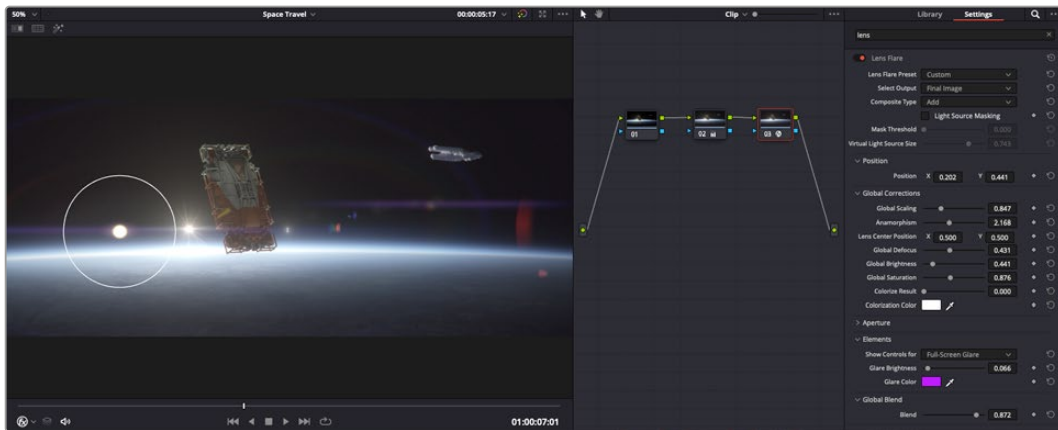 50% Space Travel 00:00:05:17 ••• Clip ••• Library Settings
lens
Lens Flare
Lens Flare Preset Custom
Select Output Final Image
Composite Type Add
Light Source Masking
Mask Threshold 0.000
Virtual Light Source Size 0.743
Position
Position X 0.202 Y 0.441
Global Corrections
Global Scaling 0.847
Anamorphism 2.168
Lens Center Position X 0.500 Y 0.500
Global Defocus 0.431
Global Brightness 0.441
Global Saturation 0.876
Colorize Result 0.000
Colorization Color
Aperture
Elements
Show Controls for Full-Screen Glare
Glare Brightness 0.066
Glare Color
Global Blend
Blend 0.872
01 02 03
01:00:07:01